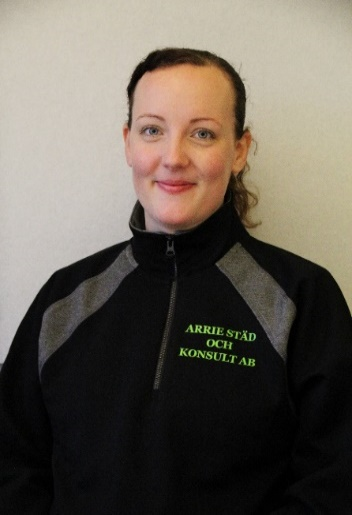 ARRIE STÄD
OCH
KONSULT AB